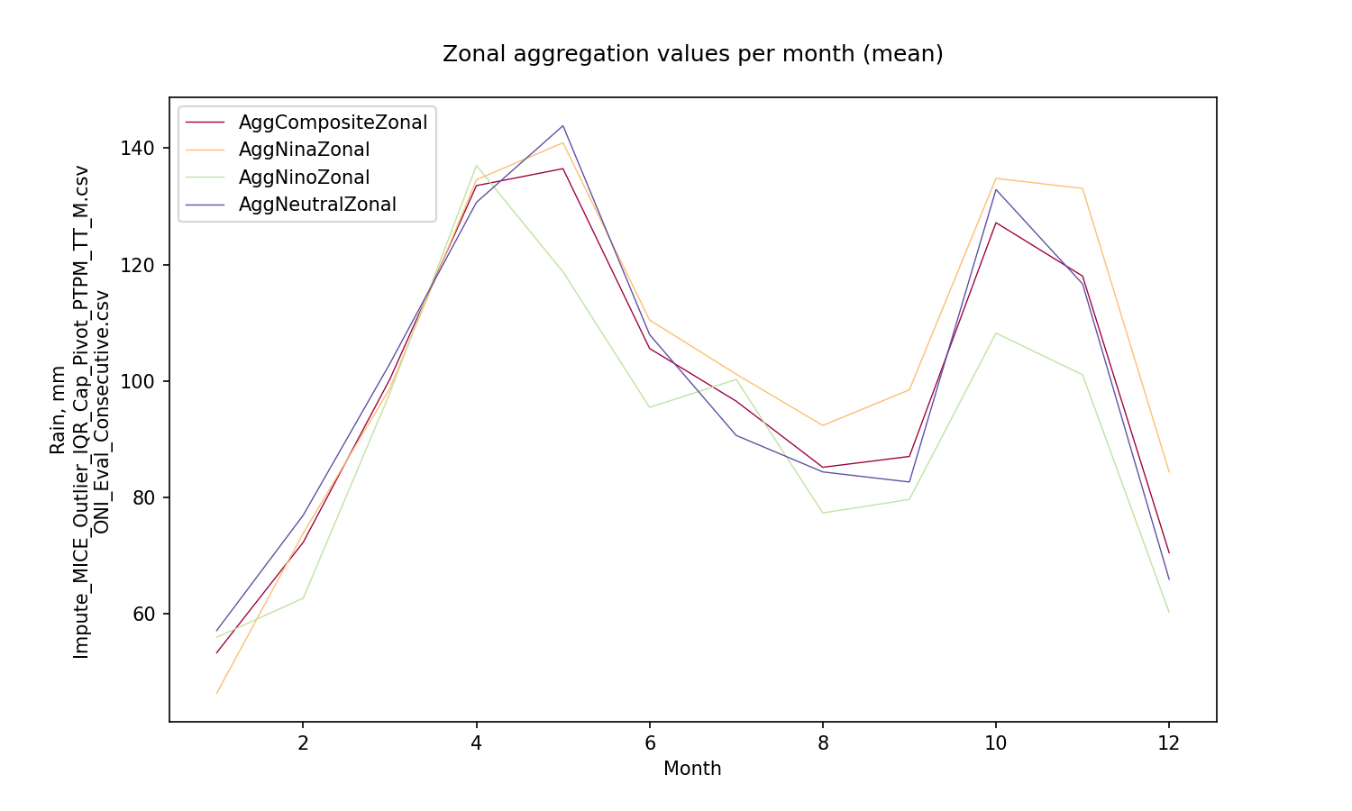 Zonal aggregation values per month (mean)
AggCompositeZonal
AggNinaZonal
AggNinoZonal
AggNeutralZonal
Rain, mm
Impute_MICE_Outlier_IQR_Cap_Pivot_PTPM_TT_M.csv
ONI_Eval_Consecutive.csv
140
120
100
80
60
2 4 6 8 10 12
Month